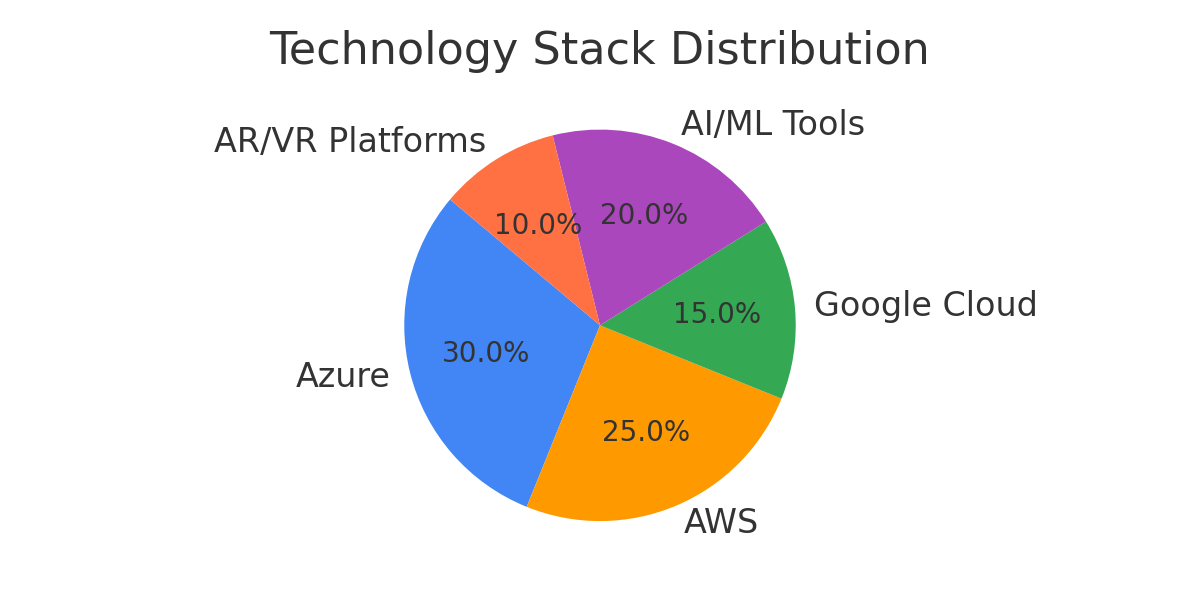 Technology Stack Distribution
AI/ML Tools
AR/VR Platforms
20.0%
10.0%
Google Cloud
15.0%
30.0%
Azure
25.0%
AWS